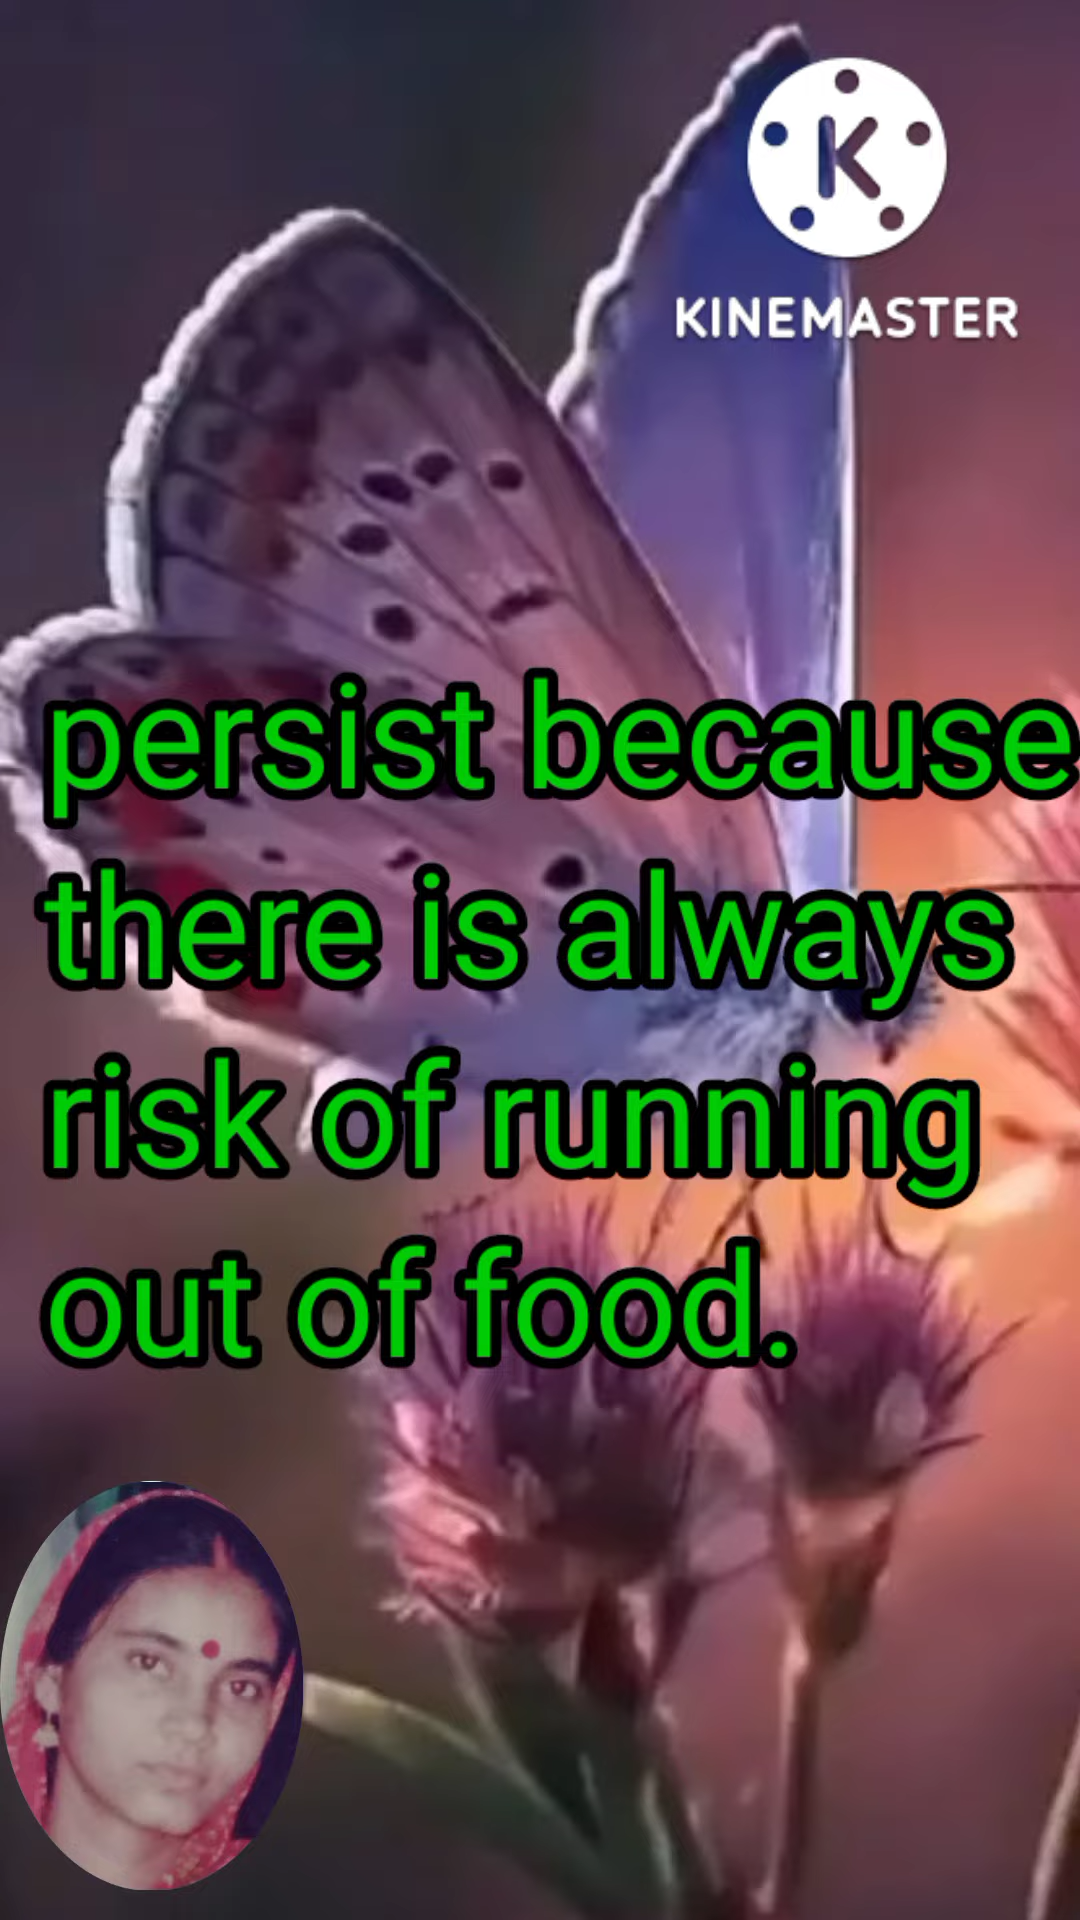 KINEMASTER
persist because
there is always
risk of running
out of food.